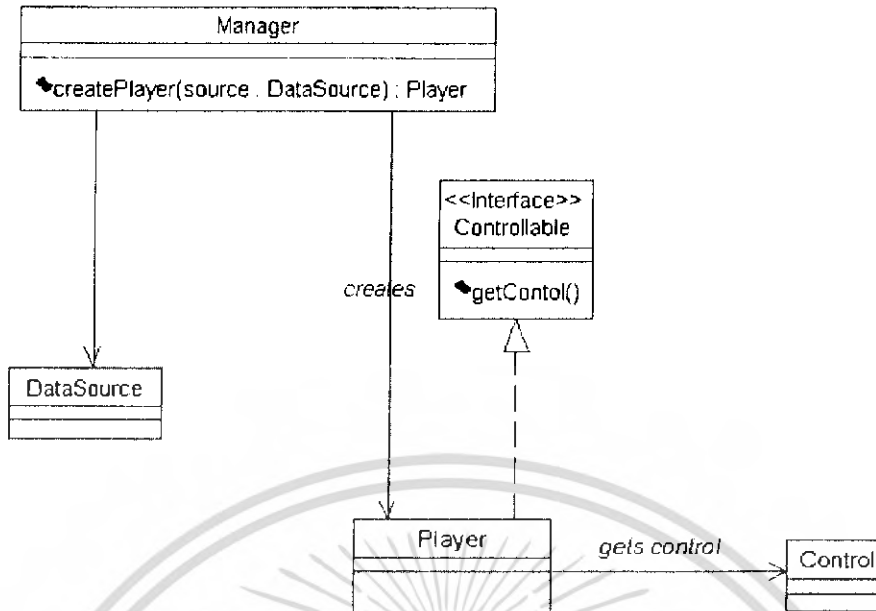 Manager
createPlayer(source : DataSource) : Player
<<Interface>>
Controllable
getContol()
creates
DataSource
Player
gets control
Control